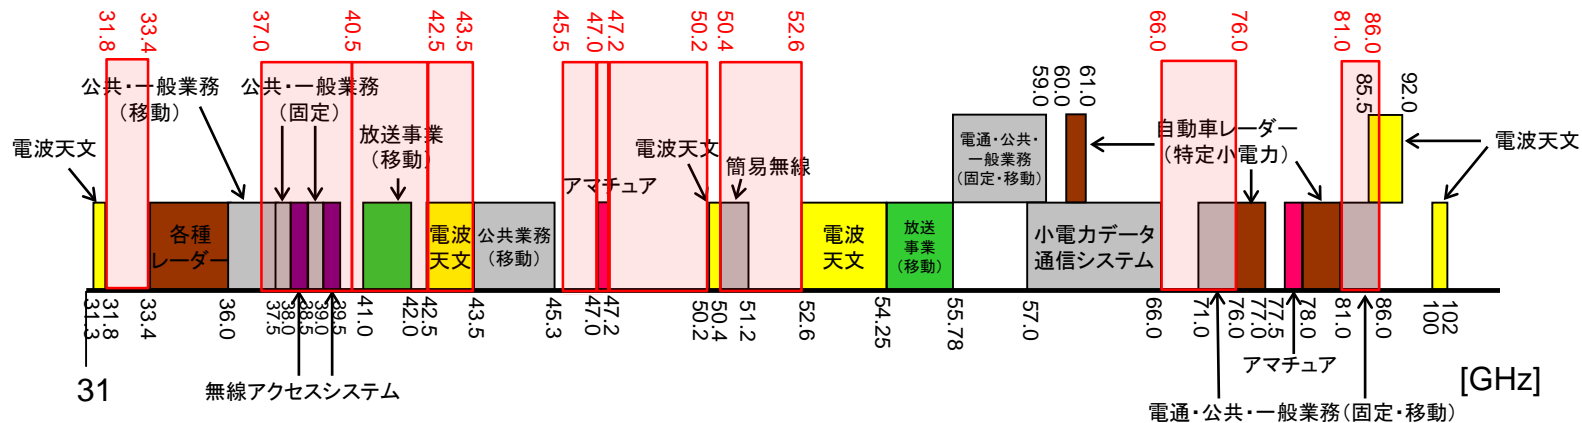 31.8
33.4
37.0
40.5
42.5
43.5
45.5
47.0
47.2
50.2
50.4
52.6
66.0
76.0
81.0
86.0
59.0
60.0
61.0
85.5
92.0
公共・一般業務
（移動）
公共・一般業務
（固定）
電波天文
放送事業
（移動）
電波天文
簡易無線
アマチュア
電通・公共・
一般業務
（固定・移動）
自動車レーダー
（特定小電力）
電波天文
各種
レーダー
電波
天文
公共業務
（移動）
電波
天文
放送
事業
（移動）
小電力データ
通信システム
31.3
31.8
33.4
36.0
37.5
38.0
38.5
39.0
39.5
41.0
42.0
42.5
43.5
45.3
47.0
47.2
50.2
50.4
51.2
52.6
54.25
55.78
57.0
66.0
71.0
76.0
77.0
77.5
78.0
81.0
86.0
100
102
31
無線アクセスシステム
アマチュア
[GHz]
電通・公共・一般業務（固定・移動）